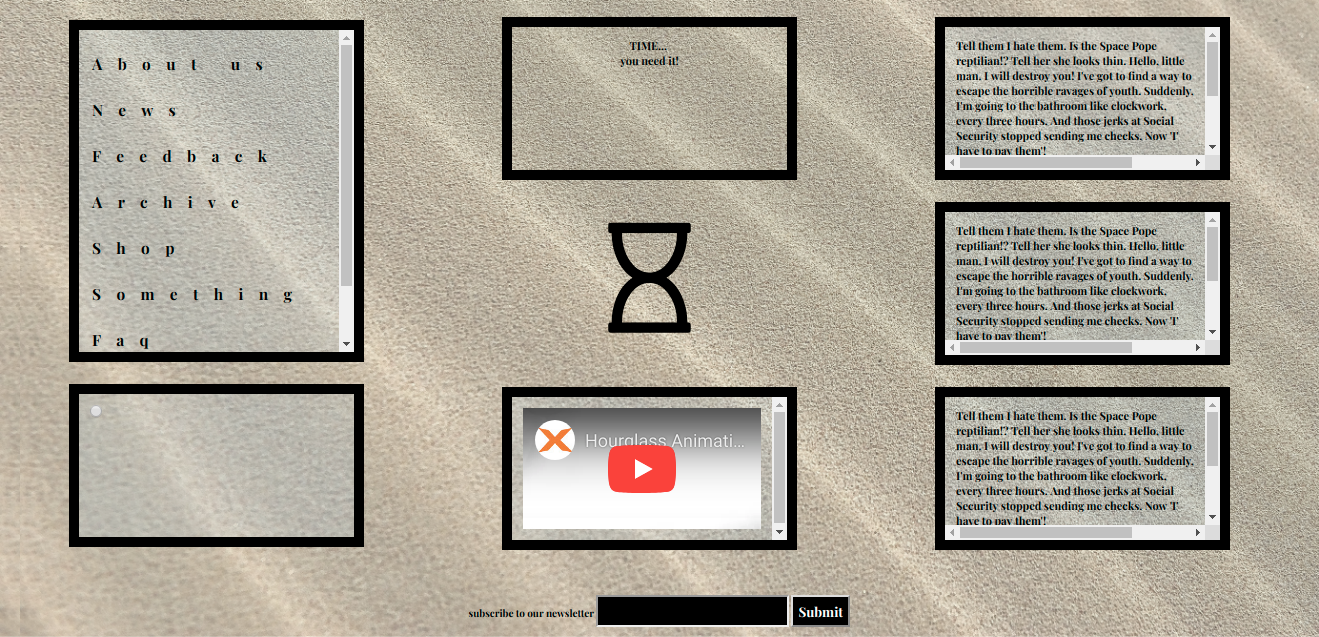 About us
News
Feedback
Archive
Shop
Something
Faq
TIME...
you need it!
Hourglass Animati...
Tell them I hate them. Is the Space Pope
reptilian!? Tell her she looks thin. Hello, little
man. I will destroy you! I've got to find a way to
escape the horrible ravages of youth. Suddenly,
I'm going to the bathroom like clockwork,
every three hours. And those jerks at Social
Security stopped sending me checks. Now 'I'
have to pay them'!
Tell them I hate them. Is the Space Pope
reptilian!? Tell her she looks thin. Hello, little
man. I will destroy you! I've got to find a way to
escape the horrible ravages of youth. Suddenly,
I'm going to the bathroom like clockwork,
every three hours. And those jerks at Social
Security stopped sending me checks. Now 'I'
have to pay them'!
Tell them I hate them. Is the Space Pope
reptilian!? Tell her she looks thin. Hello, little
man. I will destroy you! I've got to find a way to
escape the horrible ravages of youth. Suddenly,
I'm going to the bathroom like clockwork,
every three hours. And those jerks at Social
Security stopped sending me checks. Now 'I'
have to pay them'!
subscribe to our newsletter Submit